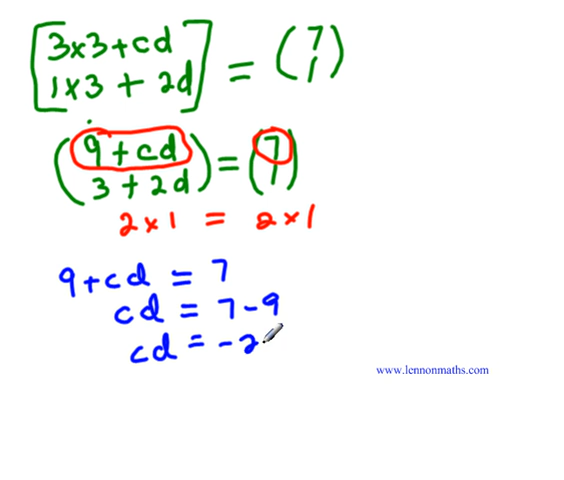 3x3+cd
1x3 + 2d = (7
1)
(9+cd
3 + 2d) = (7
1)
2x1 = 2x1
9+cd = 7
cd = 7-9
cd = -2
www.lennonmaths.com